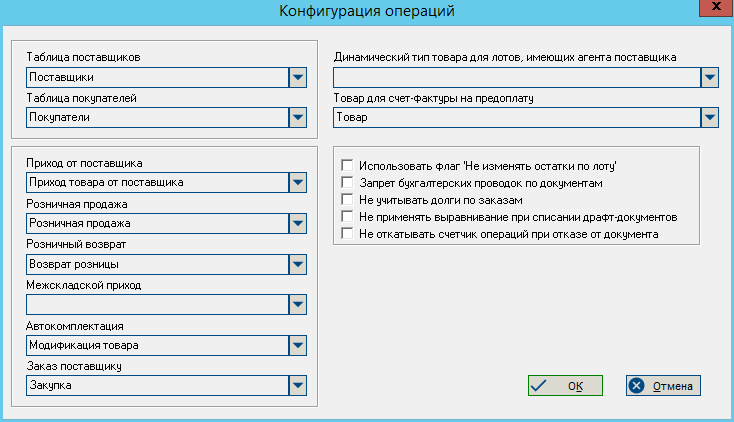 Конфигурация операций
x
Таблица поставщиков
Поставщики
Таблица покупателей
Покупатели
Динамический тип товара для лотов, имеющих агента поставщика
Товар для счет-фактуры на предоплату
Товар
Приход от поставщика
Приход товара от поставщика
Розничная продажа
Розничная продажа
Розничный возврат
Возврат розницы
Межскладской приход
Автокомплектация
Модификация товара
Заказ поставщику
Закупка
Использовать флаг 'Не изменять остатки по лоту'
Запрет бухгалтерских проводок по документам
Не учитывать долги по заказам
Не применять выравнивание при списании драфт-документов
Не откатывать счетчик операций при отказе от документа
ОК
Отмена